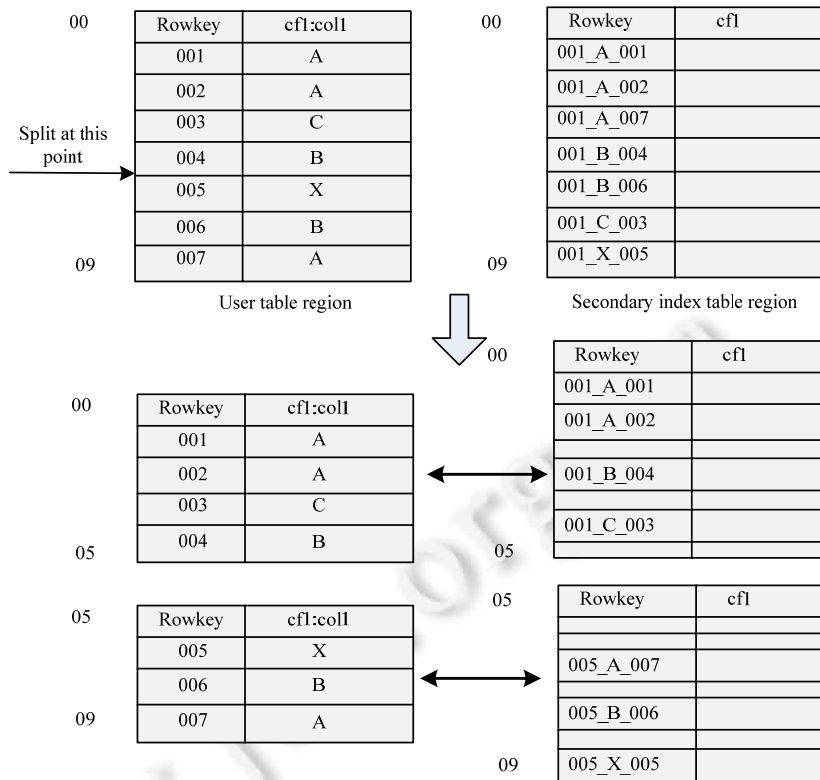 00
Rowkey cf1:col1
001 A
002 A
003 C
004 B
005 X
006 B
007 A
09
Split at this
point
User table region
00
Rowkey cf1
001_A_001
001_A_002
001_A_007
001_B_004
001_B_006
001_C_003
001_X_005
09
Secondary index table region
00
Rowkey cf1:col1
001 A
002 A
003 C
004 B
05
00
Rowkey cf1
001_A_001
001_A_002
001_B_004
001_C_003
05
05
Rowkey cf1:col1
005 X
006 B
007 A
09
05
Rowkey cf1
005_A_007
005_B_006
005_X_005
09